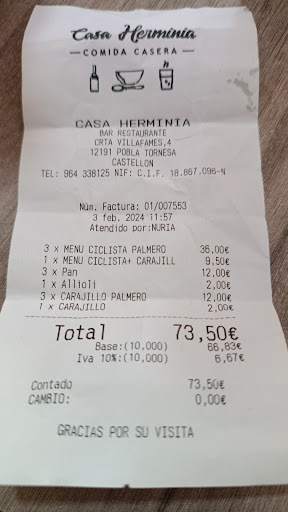 Casa Herminia
— COMIDA CASERA —
CASA HERMINIA
BAR RESTAURANTE
CRTA VILLAFAMES,4
12191 POBLA TORNESA
CASTELLON
TEL: 964 338125 NIF: C.I.F. 18.867.096-N
Núm. Factura: 01/007553
3 feb. 2024 11:57
Atendido por:NURIA
3 x MENU CICLISTA PALMERO 36,00€
1 x MENU CICLISTA+ CARAJILL 9,50€
3 x Pan 12,00€
1 x Allioli 2,00€
3 x CARAJILLO PALMERO 12,00€
1 x CARAJILLO 2,00€
Total 73,50€
Base:(10,000) 66,83€
Iva 10%:(10,000) 6,67€
Contado 73,50€
CAMBIO: 0,00€
GRACIAS POR SU VISITA